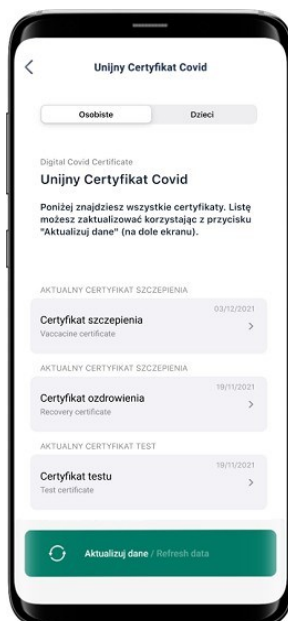 Unijny Certyfikat Covid
Osobiste
Dzieci
Digital Covid Certificate
Unijny Certyfikat Covid
Poniżej znajdziesz wszystkie certyfikaty. Listę
możesz zaktualizować korzystając z przycisku
"Aktualizuj dane" (na dole ekranu).
AKTUALNY CERTYFIKAT SZCZEPIENIA
03/12/2021
Certyfikat szczepienia
Vaccacine certificate
AKTUALNY CERTYFIKAT SZCZEPIENIA
19/11/2021
Certyfikat ozdrowienia
Recovery certificate
AKTUALNY CERTYFIKAT TEST
19/11/2021
Certyfikat testu
Test certificate
Aktualizuj dane / Refresh data